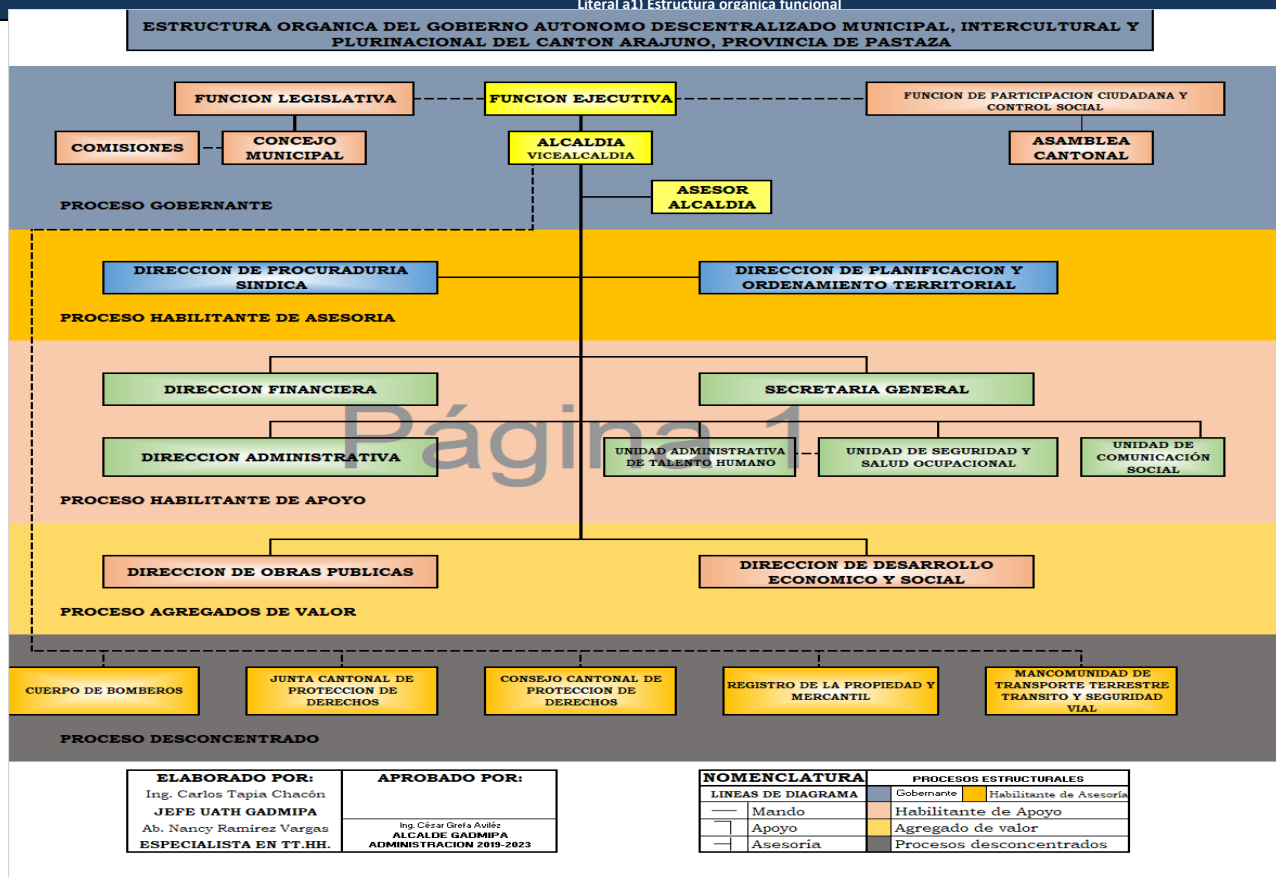 Literal a1) Estructura orgánica funcional
ESTRUCTURA ORGANICA DEL GOBIERNO AUTONOMO DESCENTRALIZADO MUNICIPAL, INTERCULTURAL Y
PLURINACIONAL DEL CANTON ARAJUNO, PROVINCIA DE PASTAZA
FUNCION LEGISLATIVA
FUNCION EJECUTIVA
FUNCION DE PARTICIPACION CIUDADANA Y
CONTROL SOCIAL
COMISIONES
CONCEJO
MUNICIPAL
ALCALDIA
VICEALCALDIA
ASAMBLEA
CANTONAL
ASESOR
ALCALDIA
PROCESO GOBERNANTE
DIRECCION DE PROCURADURIA
SINDICA
DIRECCION DE PLANIFICACION Y
ORDENAMIENTO TERRITORIAL
PROCESO HABILITANTE DE ASESORIA
DIRECCION FINANCIERA
SECRETARIA GENERAL
Página 1
DIRECCION ADMINISTRATIVA
UNIDAD ADMINISTRATIVA
DE TALENTO HUMANO
UNIDAD DE SEGURIDAD Y
SALUD OCUPACIONAL
UNIDAD DE
COMUNICACIÓN
SOCIAL
PROCESO HABILITANTE DE APOYO
DIRECCION DE OBRAS PUBLICAS
DIRECCION DE DESARROLLO
ECONOMICO Y SOCIAL
PROCESO AGREGADOS DE VALOR
CUERPO DE BOMBEROS
JUNTA CANTONAL DE
PROTECCION DE
DERECHOS
CONSEJO CANTONAL DE
PROTECCION DE
DERECHOS
REGISTRO DE LA PROPIEDAD Y
MERCANTIL
MANCOMUNIDAD DE
TRANSPORTE TERRESTRE
TRANSITO Y SEGURIDAD
VIAL
PROCESO DESCONCENTRADO
ELABORADO POR:
Ing. Carlos Tapia Chacón
JEFE UATH GADMIPA
Ab. Nancy Ramírez Vargas
ESPECIALISTA EN TT.HH.
APROBADO POR:
Ing. César Grefa Aviléz
ALCALDE GADMIPA
ADMINISTRACION 2019-2023
NOMENCLATURA
PROCESOS ESTRUCTURALES
LINEAS DE DIAGRAMA
Gobernante
Habilitante de Asesoría
Mando
Habilitante de Apoyo
Apoyo
Agregado de valor
Asesoría
Procesos desconcentrados